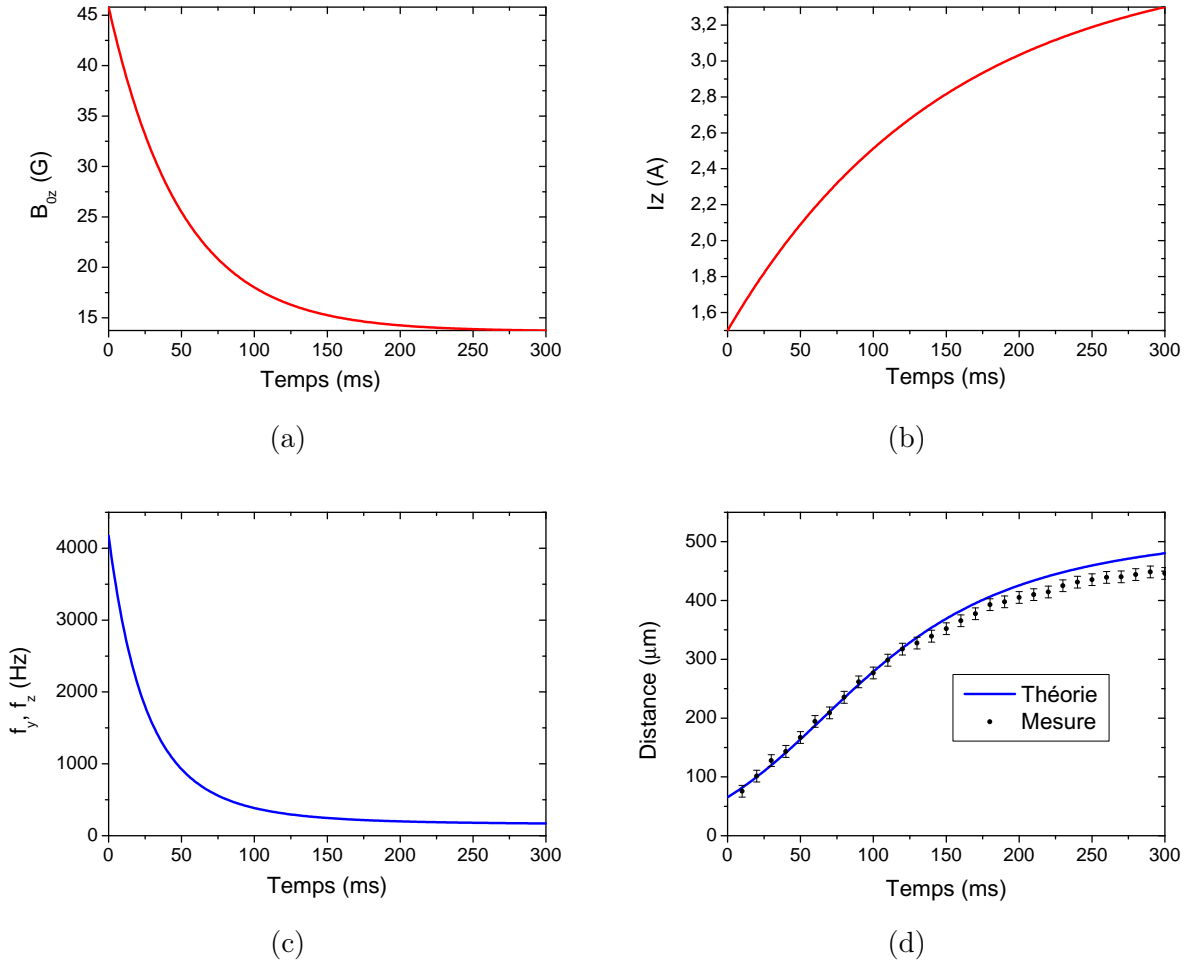 B0z (G)
45
40
35
30
25
20
15
0 50 100 150 200 250 300
Temps (ms)
(a)
Iz (A)
3,2
3,0
2,8
2,6
2,4
2,2
2,0
1,8
1,6
0 50 100 150 200 250 300
Temps (ms)
(b)
fy, fz (Hz)
4000
3000
2000
1000
0
0 50 100 150 200 250 300
Temps (ms)
(c)
Distance (µm)
500
400
300
200
100
0
0 50 100 150 200 250 300
Temps (ms)
Théorie
Mesure
(d)